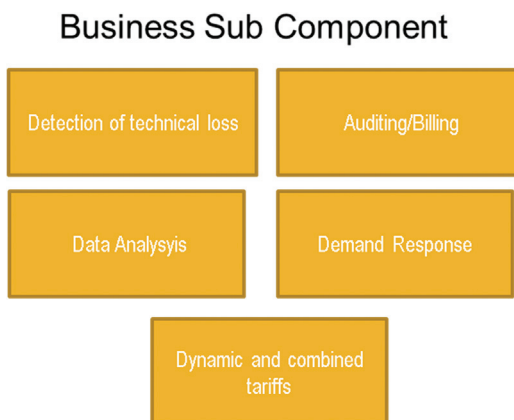 Business Sub Component
Detection of technical loss
Auditing/Billing
Data Analysyis
Demand Response
Dynamic and combined
tariffs